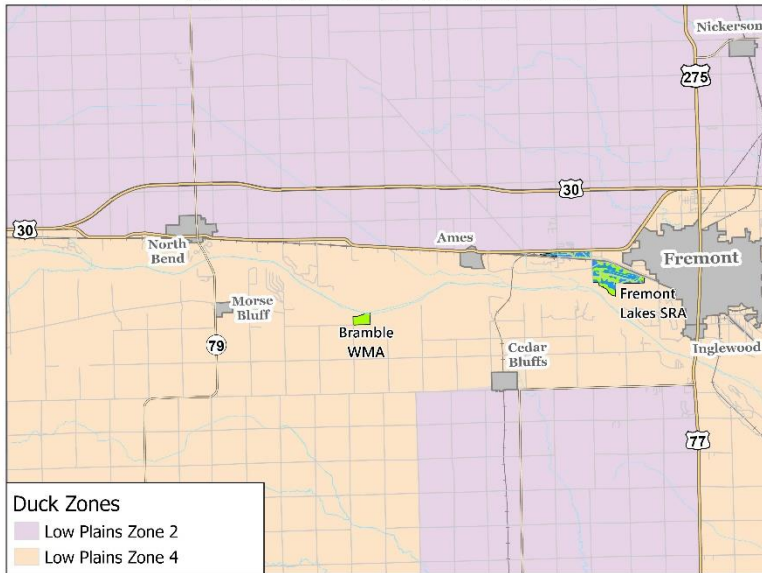 Nickerson
275
30
30
North
Bend
Ames
Fremont
Fremont
Lakes SRA
Morse
Bluff
Bramble
WMA
79
Cedar
Bluffs
Inglewood
77
Duck Zones
Low Plains Zone 2
Low Plains Zone 4